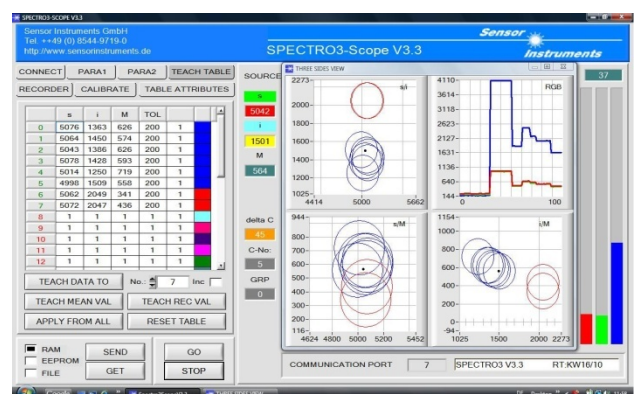 SPECTRO3-SCOPE V3.3
Sensor Instruments GmbH
Tel. ++49 (0) 8544-9719-0
http://www.sensorinstruments.de
SPECTRO3-Scope V3.3
Sensor
Instruments
CONNECT PARA1 PARA2 TEACH TABLE
RECORDER CALIBRATE TABLE ATTRIBUTES
s i M TOL
0 5076 1363 626 200 1
1 5064 1450 574 200 1
2 5043 1386 626 200 1
3 5078 1428 593 200 1
4 5014 1250 719 200 1
5 4998 1509 558 200 1
6 5062 2049 341 200 1
7 5072 2047 436 200 1
8 1 1 1 1 1
9 1 1 1 1 1
10 1 1 1 1 1
11 1 1 1 1 1
12 1 1 1 1 1
TEACH DATA TO No.: 7 Inc
TEACH MEAN VAL TEACH REC VAL
APPLY FROM ALL RESET TABLE
RAM
EEPROM
FILE
SEND GO
GET STOP
SOURCE
s
5042
i
1501
M
564
delta C
45
C-No:
5
GRP
0
THREE SIDES VIEW
s/i
2273
2000
1800
1600
1400
1200
1025
4414 5000 5662
RGB
4110
3614
3118
2623
2127
1631
1136
640
144
0 100
s/M
944
800
700
600
500
400
300
200
116
4624 4800 5000 5200 5452
i/M
1154
1000
800
600
400
200
0
-94
1025 1500 2000 2273
37
COMMUNICATION PORT 7 SPECTRO3 V3.3 RT:KW16/10
THREE SIDES VIEW